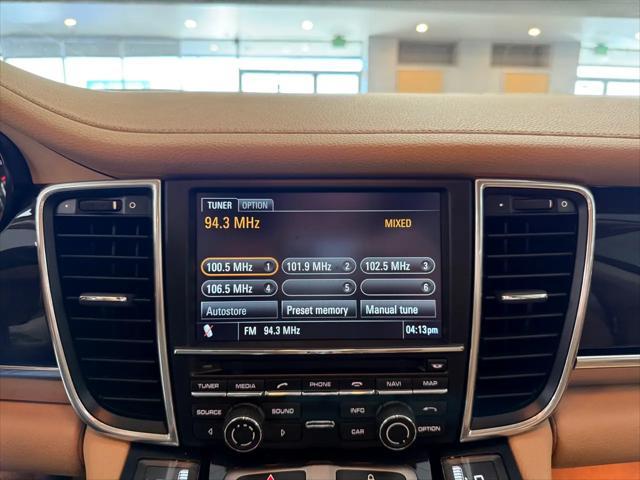 TUNER OPTION
94.3 MHz MIXED
100.5 MHz 1 101.9 MHz 2 102.5 MHz 3
106.5 MHz 4 5 6
Autostore Preset memory Manual tune
FM 94.3 MHz 04:13pm
TUNER MEDIA PHONE NAVI MAP
SOURCE SOUND INFO
CAR OPTION